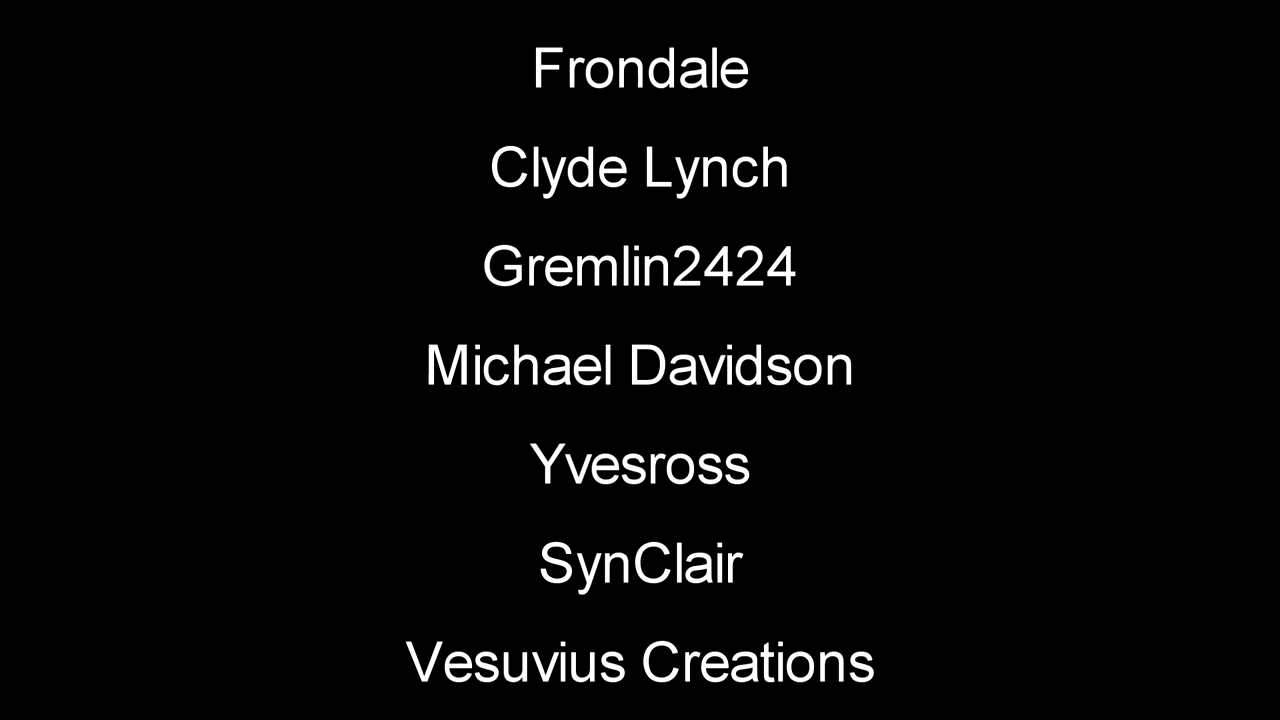 Frondale
Clyde Lynch
Gremlin2424
Michael Davidson
Yvesross
SynClair
Vesuvius Creations